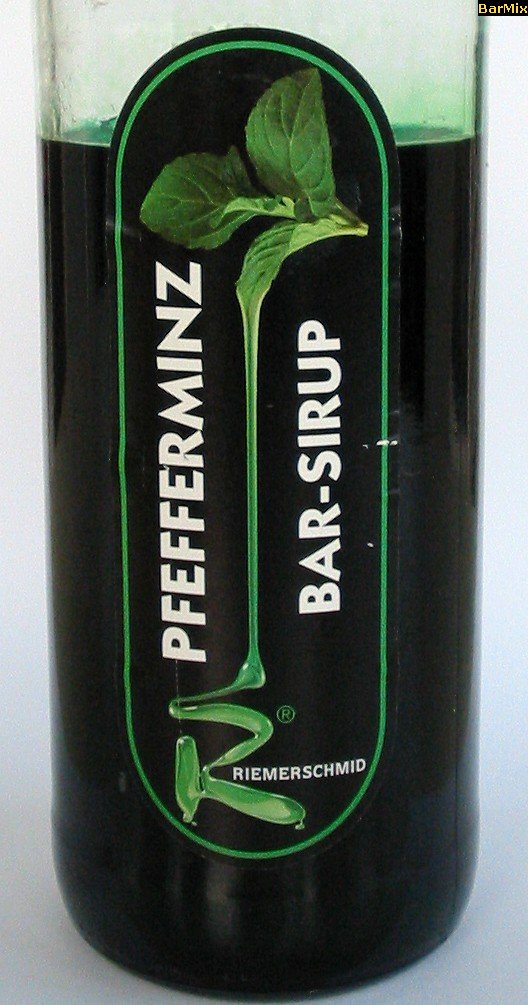 BarMix
PFEFFERMINZ
BAR-SIRUP
®
RIEMERSCHMID